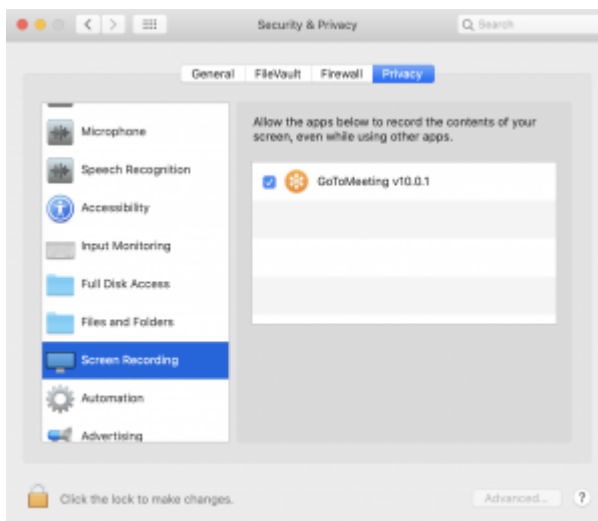 Security & Privacy
Search
General FileVault Firewall Privacy
Microphone
Speech Recognition
Accessibility
Input Monitoring
Full Disk Access
Files and Folders
Screen Recording
Automation
Advertising
Allow the apps below to record the contents of your
screen, even while using other apps.
GoToMeeting v10.0.1
Click the lock to make changes.
Advanced...
?